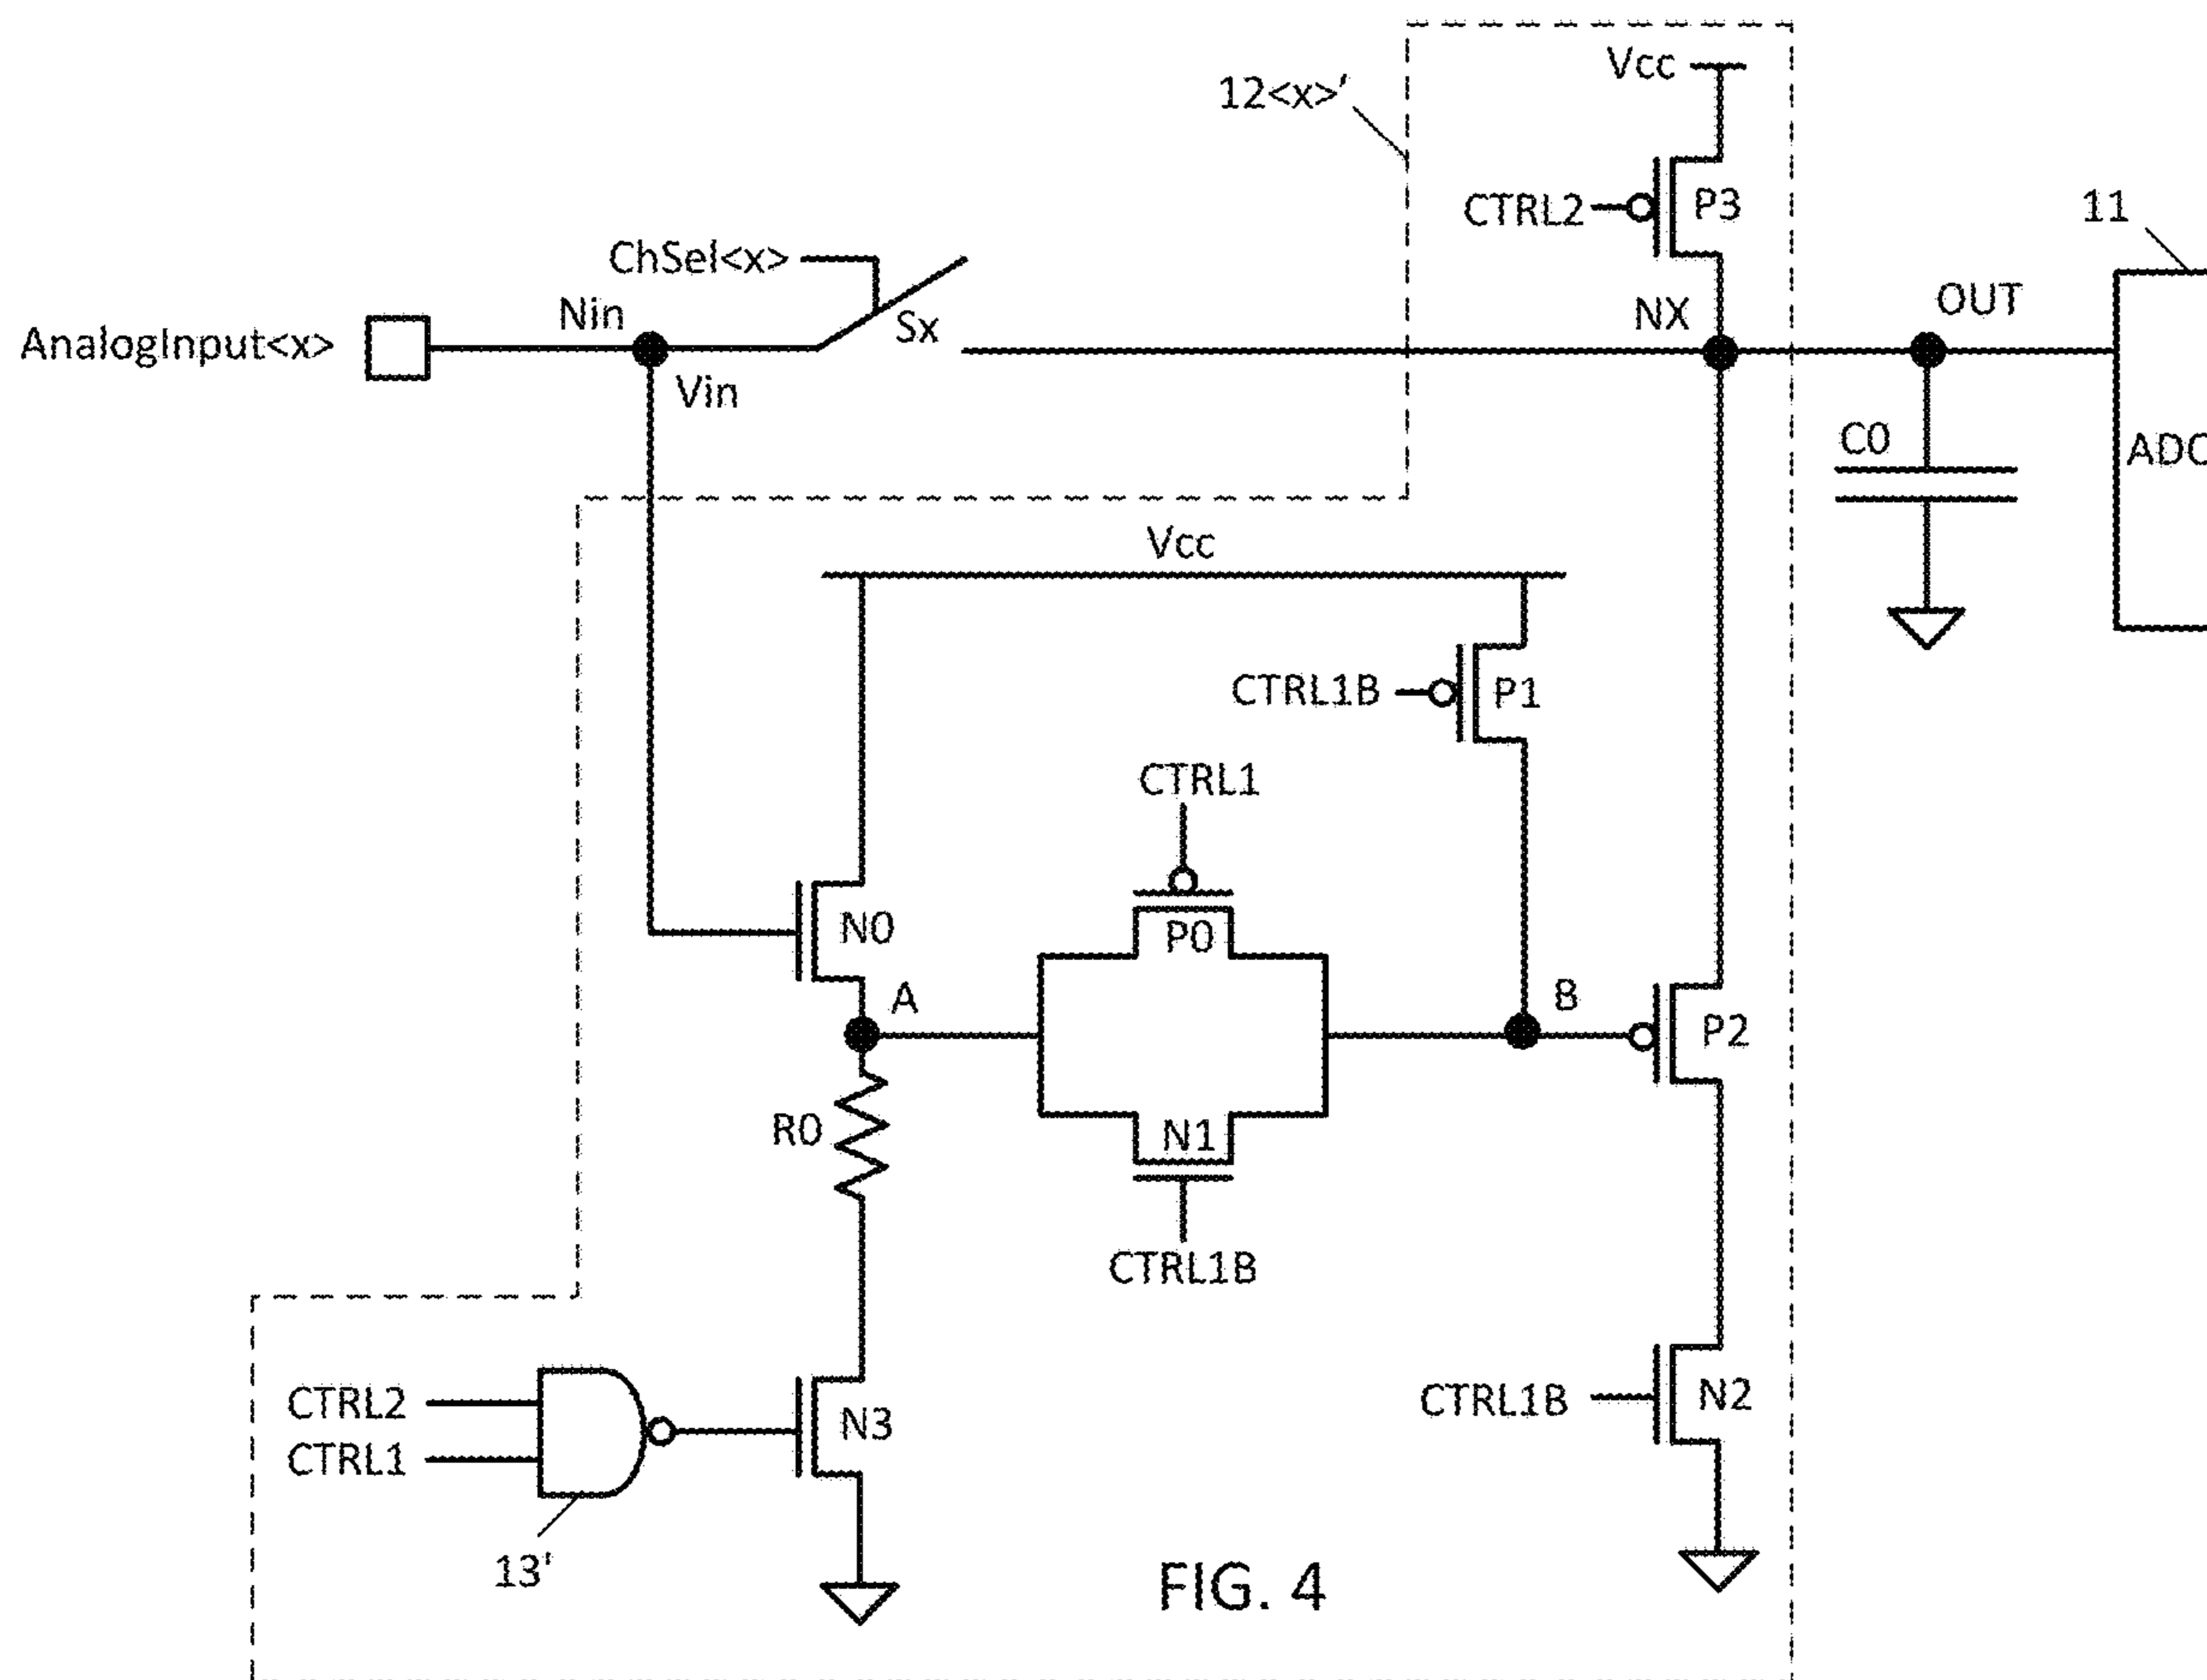 Vcc
12<x>'
CTRL2
P3
11
ChSel<x>
Nin
Sx
NX
OUT
AnalogInput<x>
Vin
C0
ADC
Vcc
CTRL1B
P1
CTRL1
N0
P0
A
B
P2
R0
N1
CTRL1B
CTRL2
N3
CTRL1B
N2
CTRL1
13'
FIG. 4